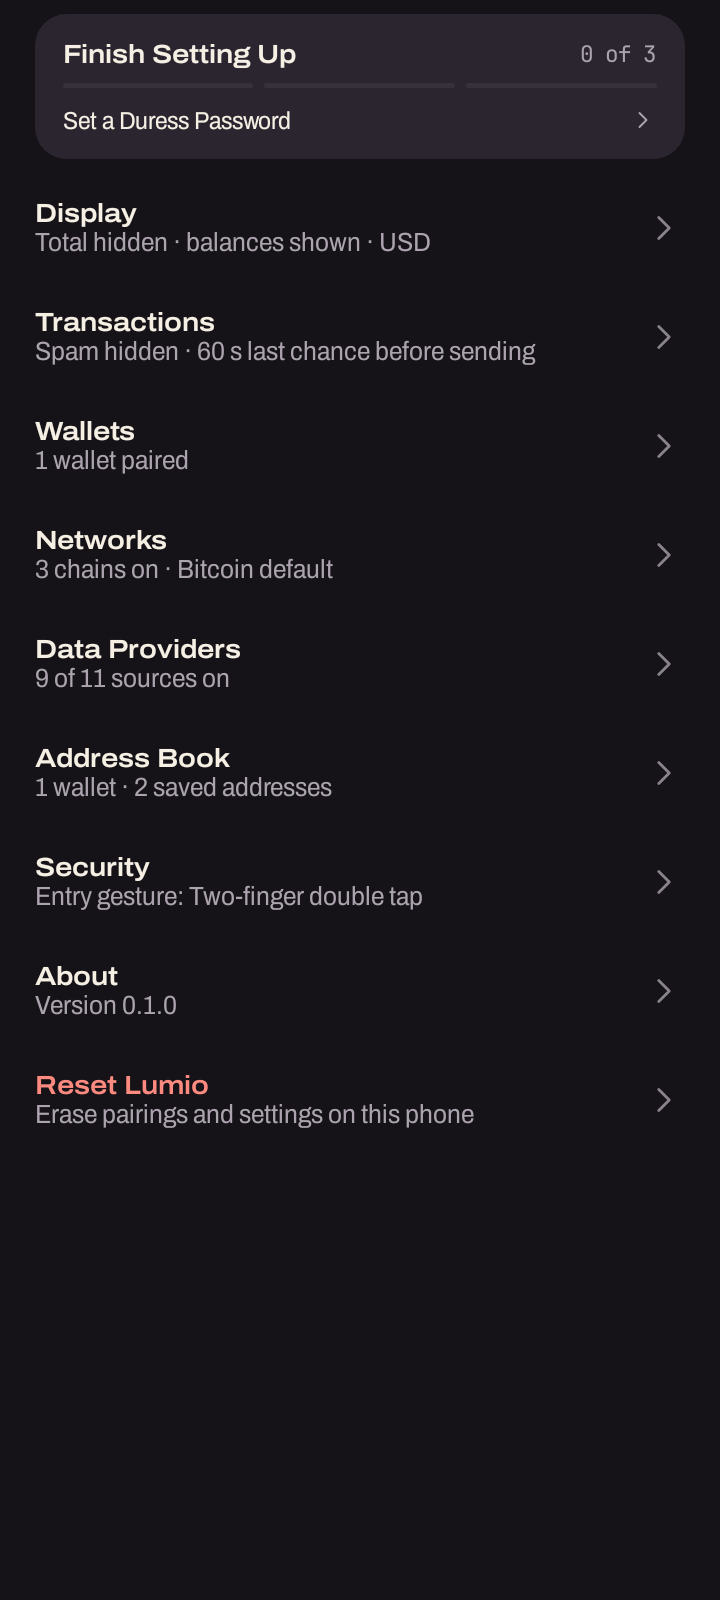 Finish Setting Up
0 of 3
Set a Duress Password
Display
Total hidden · balances shown · USD
Transactions
Spam hidden · 60 s last chance before sending
Wallets
1 wallet paired
Networks
3 chains on · Bitcoin default
Data Providers
9 of 11 sources on
Address Book
1 wallet · 2 saved addresses
Security
Entry gesture: Two-finger double tap
About
Version 0.1.0
Reset Lumio
Erase pairings and settings on this phone